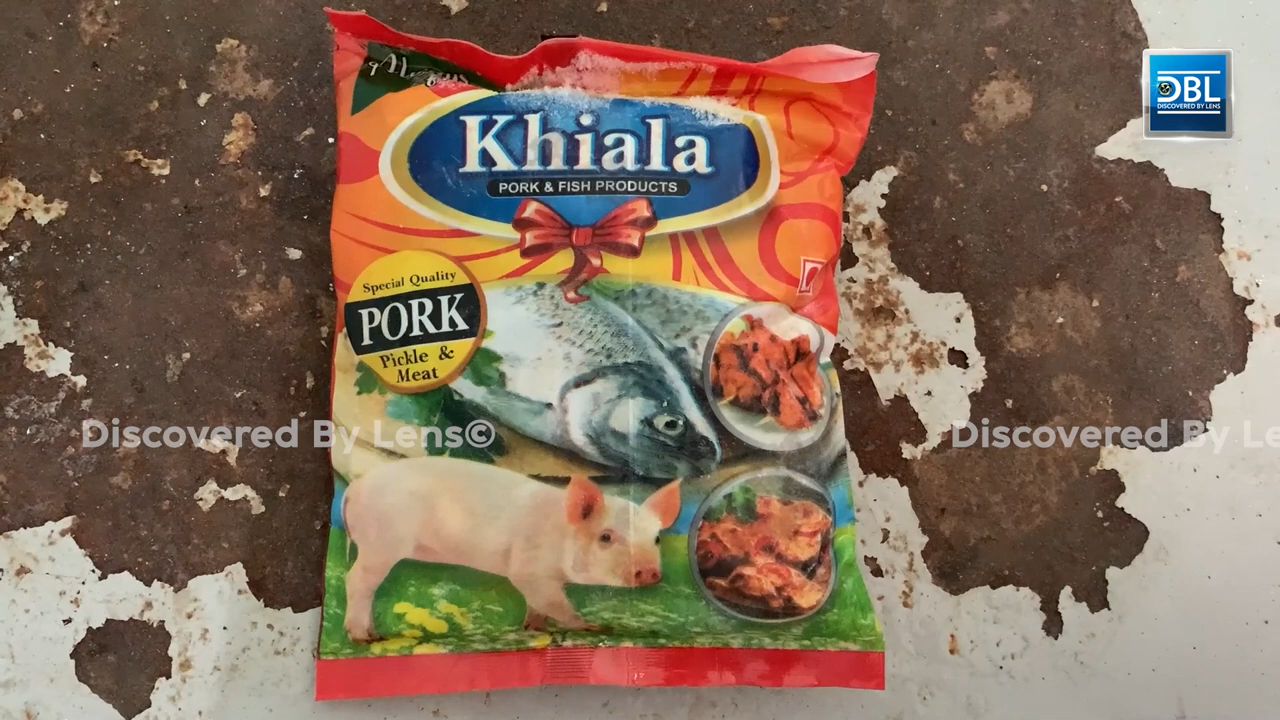 DBL
DISCOVERED BY LENS
Khiala
PORK & FISH PRODUCTS
Special Quality
PORK
Pickle &
Meat
Discovered By Lens©
Discovered By Le